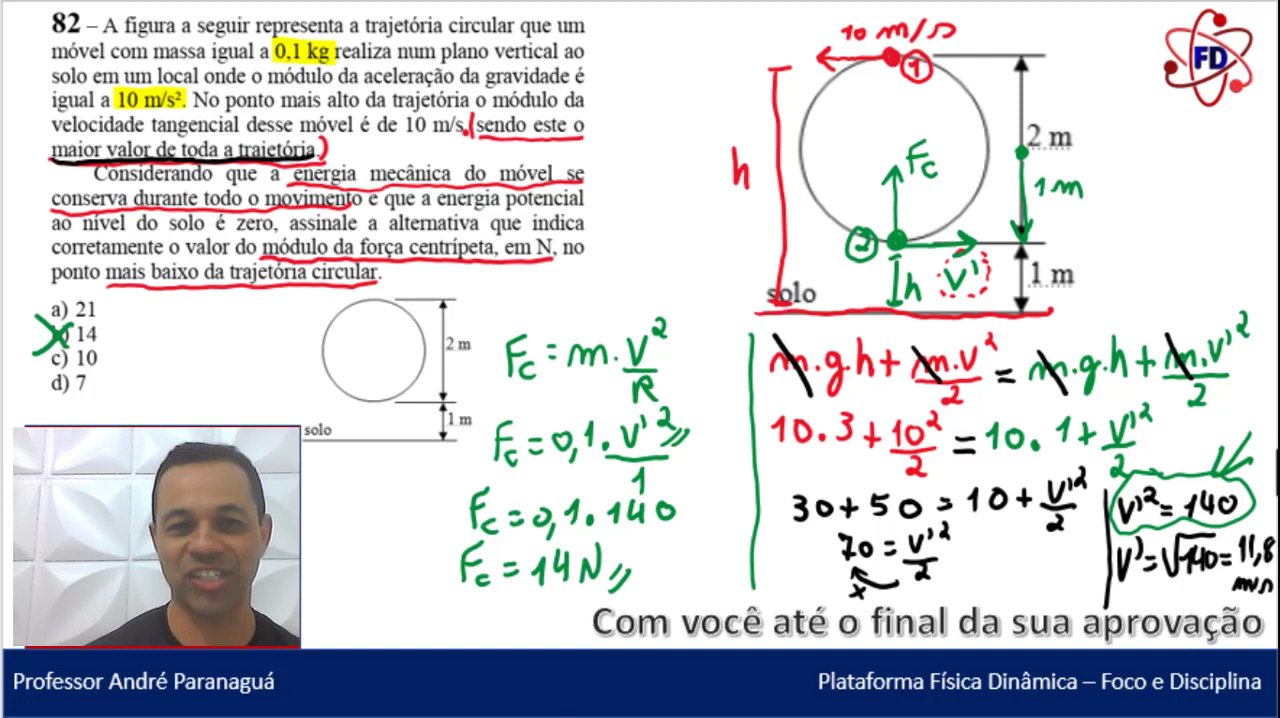 82 – A figura a seguir representa a trajetória circular que um
móvel com massa igual a 0,1 kg realiza num plano vertical ao
solo em um local onde o módulo da aceleração da gravidade é
igual a 10 m/s². No ponto mais alto da trajetória o módulo da
velocidade tangencial desse móvel é de 10 m/s, (sendo este o
maior valor de toda a trajetória.)
Considerando que a energia mecânica do móvel se
conserva durante todo o movimento e que a energia potencial
ao nível do solo é zero, assinale a alternativa que indica
corretamente o valor do módulo da força centrípeta, em N, no
ponto mais baixo da trajetória circular.
a) 21
14
c) 10
d) 7
2 m
1 m
solo
10 m/s
1
FD
2 m
h
Fc
1m
2
h
V'
1 m
solo
Fc = m. V²/R
Fc = 0,1. V'²/1
Fc = 0,1. 140
Fc = 14 N
m.g.h + m.v²/2 = m.g.h + m.v'²/2
10.3 + 10²/2 = 10.1 + V'²/2
30 + 50 = 10 + V'²/2
70 = V'²/2
x
V'² = 140
V' = √140 = 11,8
m/s
Com você até o final da sua aprovação
Professor André Paranaguá
Plataforma Física Dinâmica – Foco e Disciplina